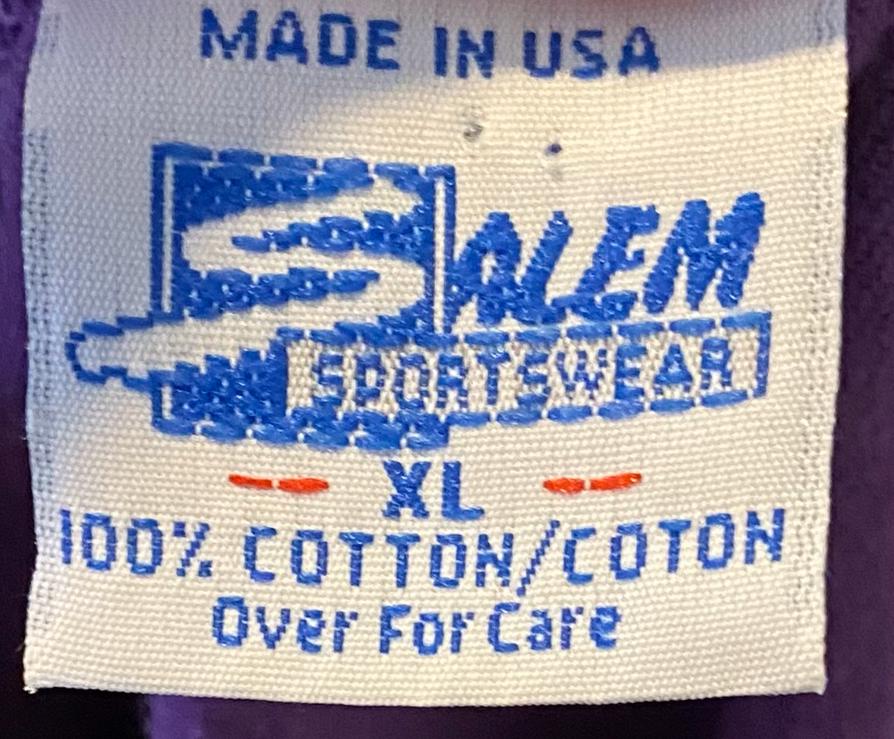 MADE IN USA
SALEM
SPORTSWEAR
XL
100% COTTON/COTON
Over For Care